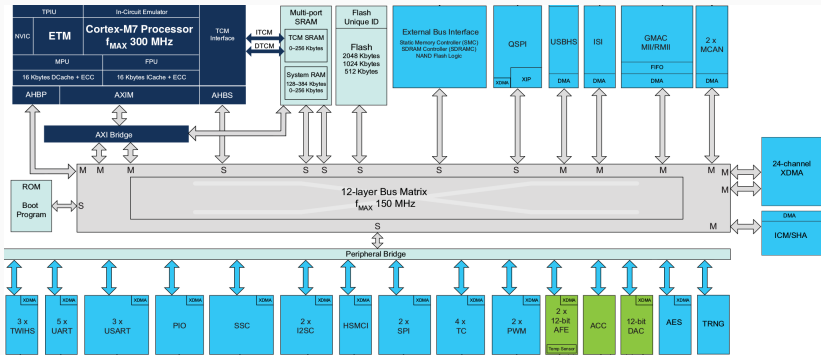 TPIU
In-Circuit Emulator
NVIC
ETM
Cortex-M7 Processor
fMAX 300 MHz
MPU
FPU
16 Kbytes DCache + ECC
16 Kbytes ICache + ECC
AHBP
AXIM
TCM
Interface
AHBS
ITCM
DTCM
Multi-port
SRAM
TCM SRAM
0–256 Kbytes
System RAM
128–384 Kbytes
0–256 Kbytes
Flash
Unique ID
Flash
2048 Kbytes
1024 Kbytes
512 Kbytes
External Bus Interface
Static Memory Controller (SMC)
SDRAM Controller (SDRAMC)
NAND Flash Logic
QSPI
XDMA
XIP
USBHS
DMA
ISI
DMA
GMAC
MII/RMII
FIFO
DMA
2 x
MCAN
DMA
AXI Bridge
M
M
M
S
S
S
S
S
S
M
M
M
M
M
M
24-channel
XDMA
ROM
Boot
Program
S
12-layer Bus Matrix
fMAX 150 MHz
S
M
DMA
ICM/SHA
Peripheral Bridge
XDMA
3 x
TWIHS
XDMA
5 x
UART
XDMA
3 x
USART
PIO
XDMA
SSC
XDMA
2 x
I2SC
XDMA
HSMCI
XDMA
2 x
SPI
XDMA
4 x
TC
XDMA
2 x
PWM
XDMA
2 x
12-bit
AFE
Temp Sensor
ACC
XDMA
12-bit
DAC
XDMA
AES
TRNG